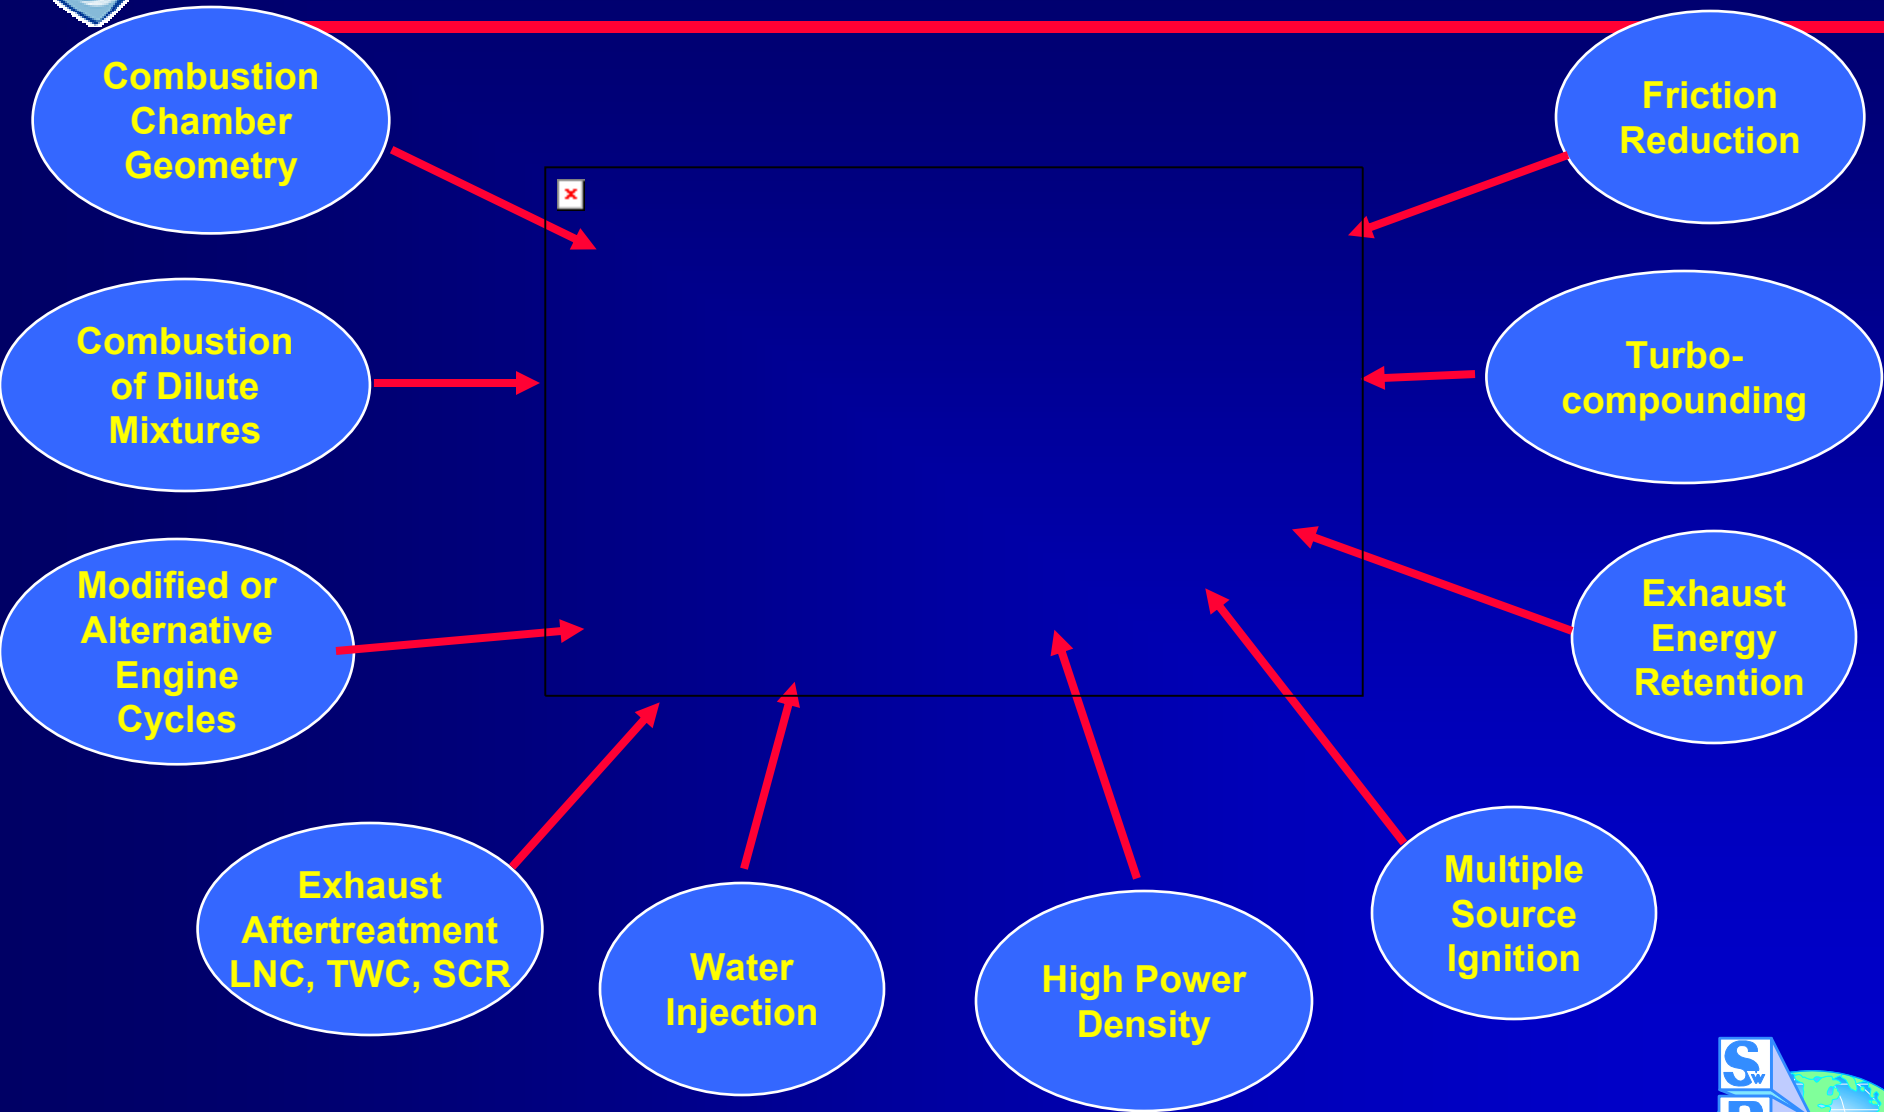 Combustion
Chamber
Geometry
Friction
Reduction
Combustion
of Dilute
Mixtures
Turbo-
compounding
Modified or
Alternative
Engine
Cycles
Exhaust
Energy
Retention
Exhaust
Aftertreatment
LNC, TWC, SCR
Water
Injection
High Power
Density
Multiple
Source
Ignition
Sw